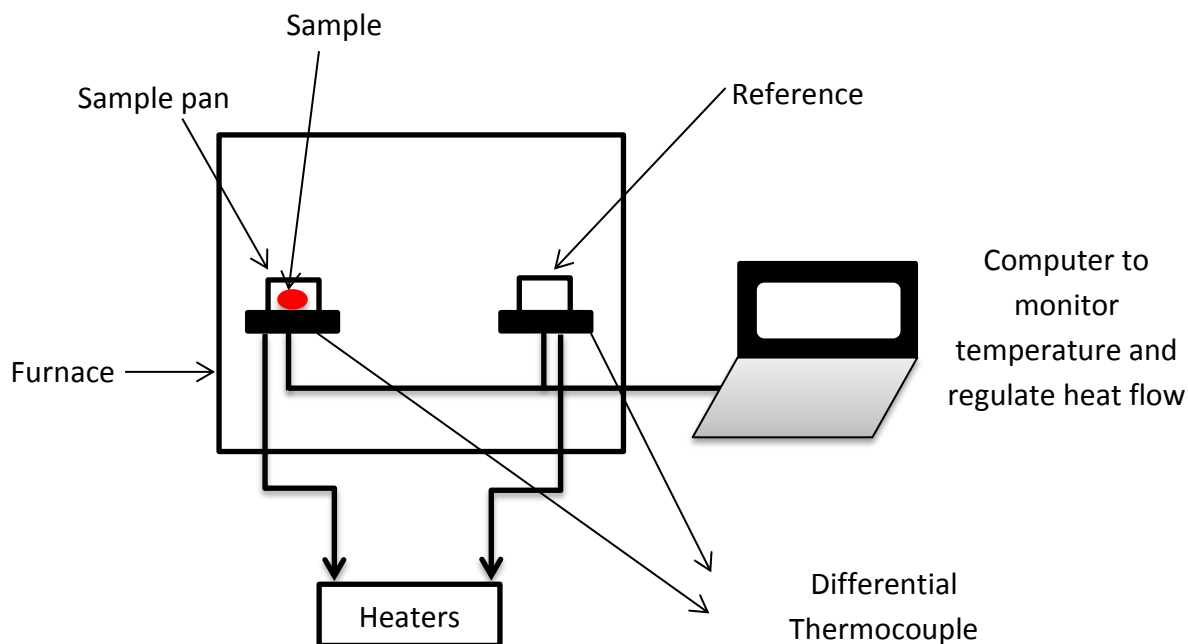 Sample
Sample pan
Reference
Computer to
monitor
temperature and
regulate heat flow
Furnace
Heaters
Differential
Thermocouple